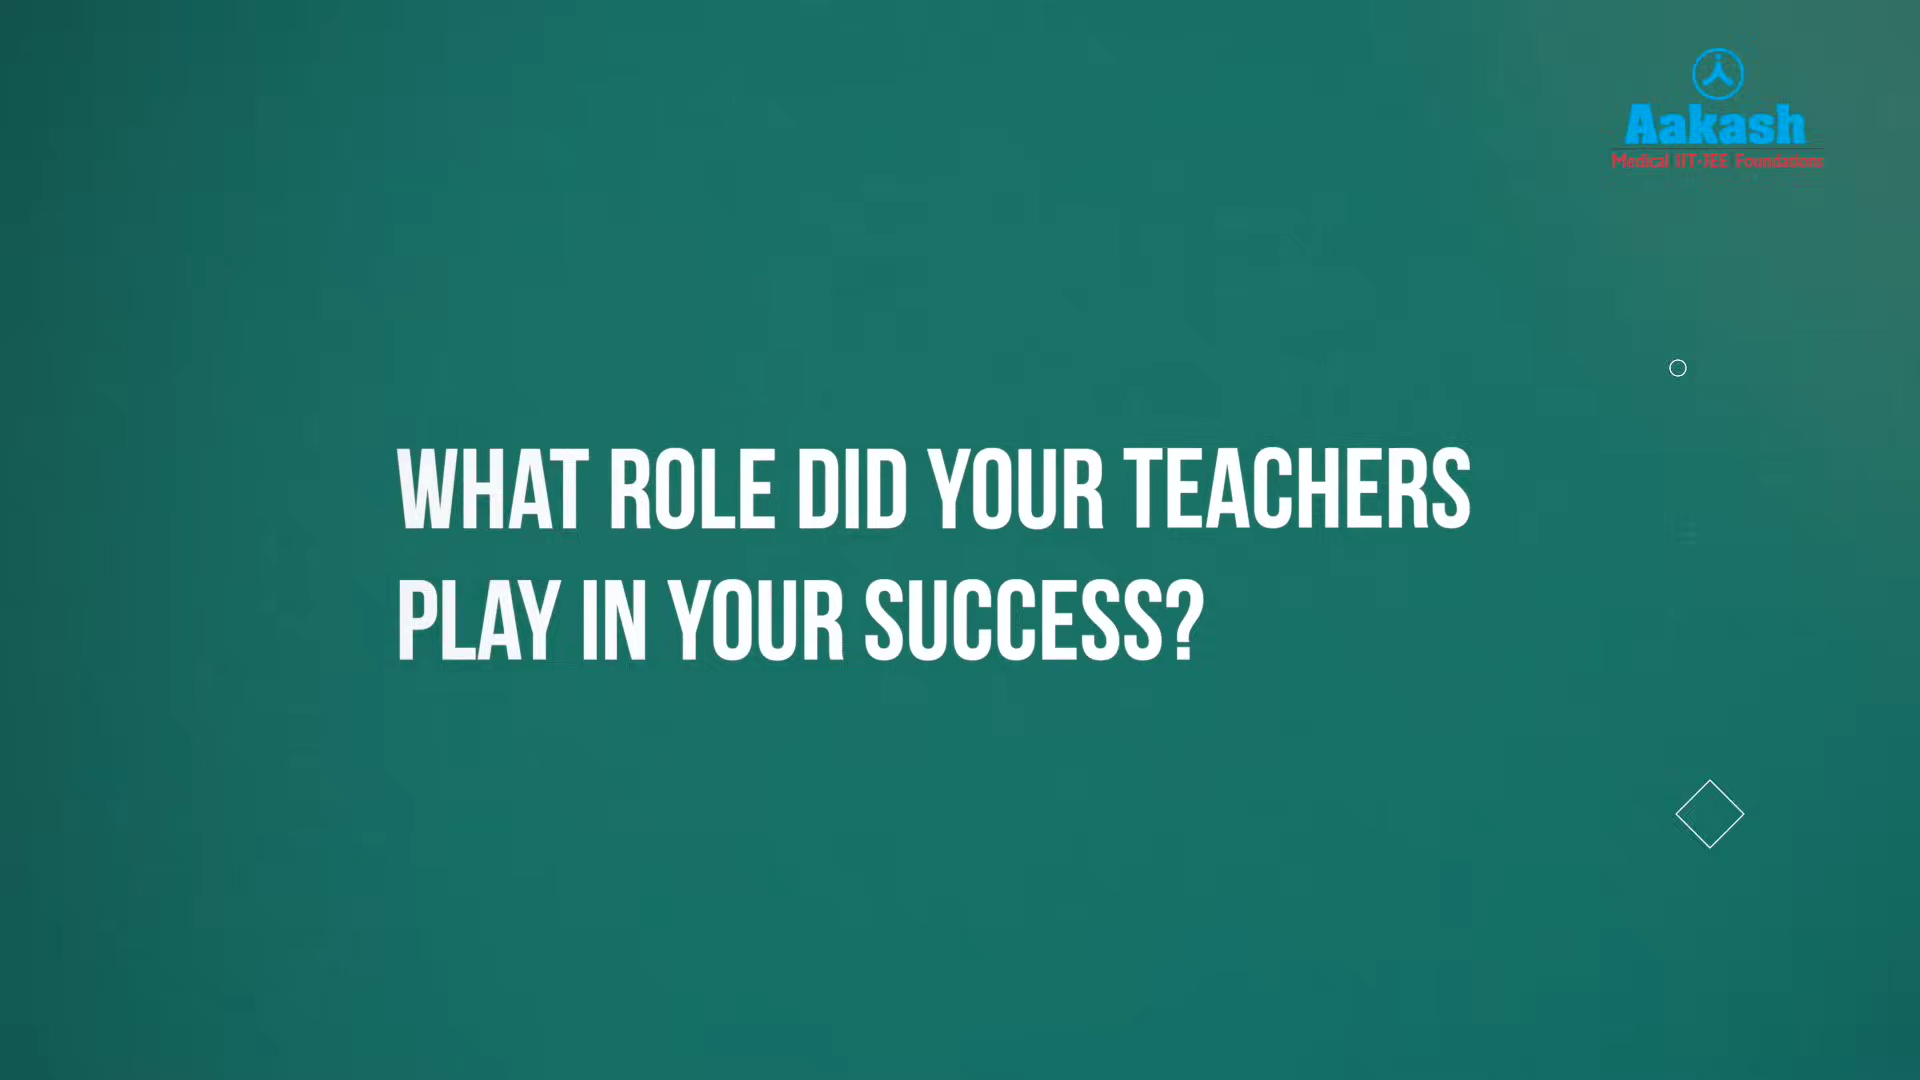 Aakash
Medical IIT-JEE Foundations
WHAT ROLE DID YOUR TEACHERS
PLAY IN YOUR SUCCESS?